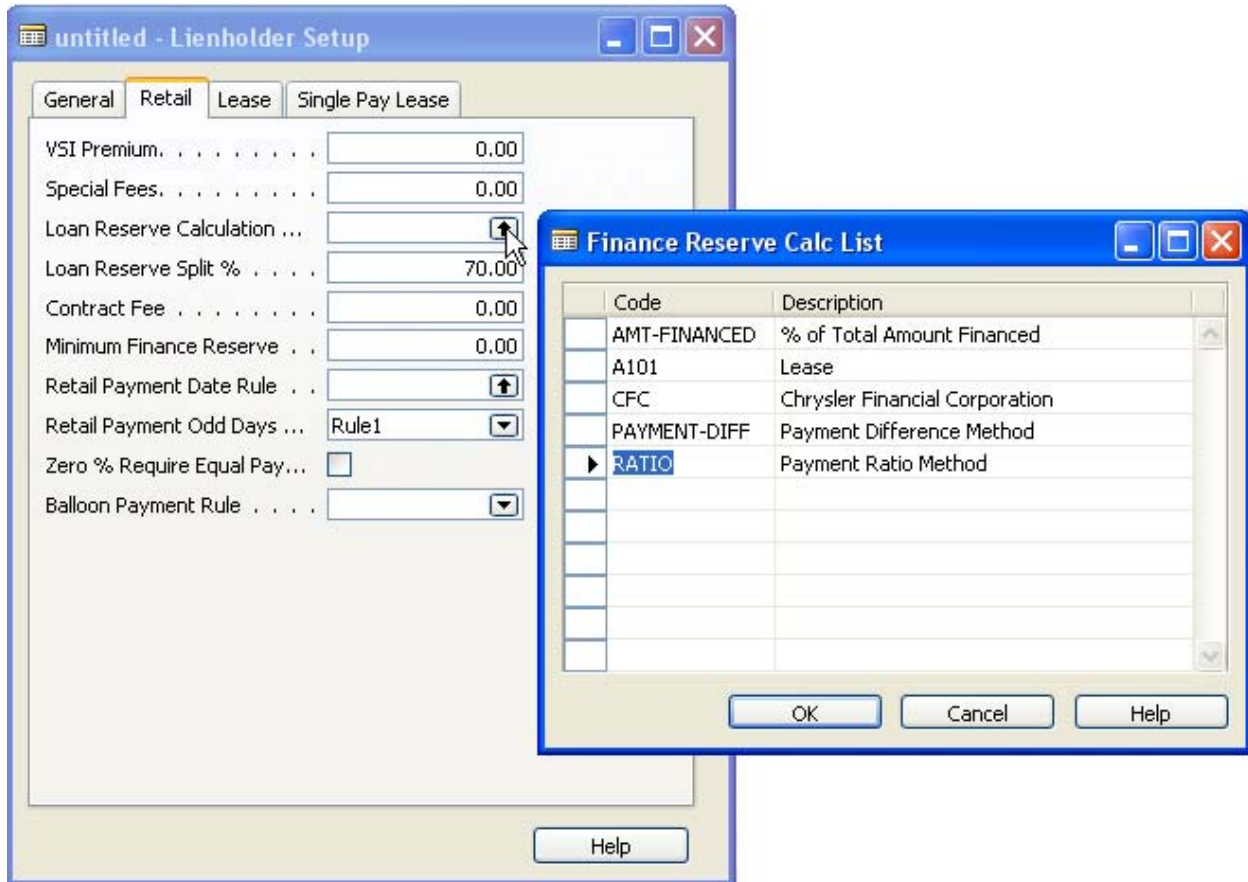 untitled - Lienholder Setup
General Retail Lease Single Pay Lease
VSI Premium. . . . . . . . . 0.00
Special Fees. . . . . . . . . 0.00
Loan Reserve Calculation ...
Loan Reserve Split % . . . . 70.00
Contract Fee . . . . . . . . 0.00
Minimum Finance Reserve . . 0.00
Retail Payment Date Rule . .
Retail Payment Odd Days ... Rule1
Zero % Require Equal Pay...
Balloon Payment Rule . . . .
Help
Finance Reserve Calc List
Code Description
AMT-FINANCED % of Total Amount Financed
A101 Lease
CFC Chrysler Financial Corporation
PAYMENT-DIFF Payment Difference Method
RATIO Payment Ratio Method
OK Cancel Help